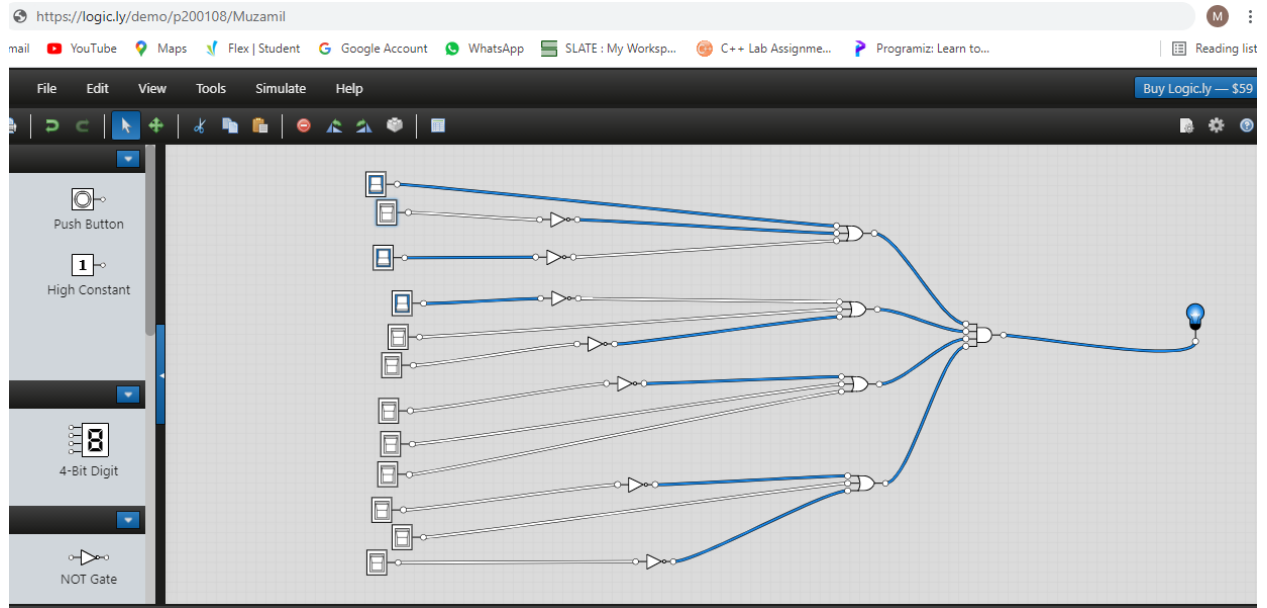 https://logic.ly/demo/p200108/Muzamil
M
mail YouTube Maps Flex | Student Google Account WhatsApp SLATE : My Worksp... C++ Lab Assignme... Programiz: Learn to... Reading list
File Edit View Tools Simulate Help Buy Logic.ly — $59
Push Button
1
High Constant
8
4-Bit Digit
NOT Gate